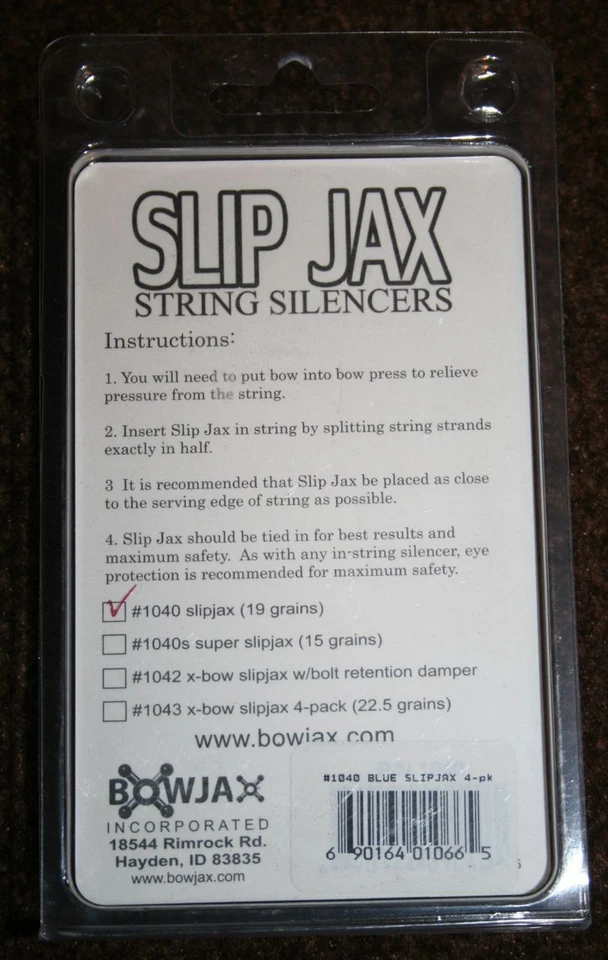 SLIP JAX
STRING SILENCERS
Instructions:
1. You will need to put bow into bow press to relieve
pressure from the string.
2. Insert Slip Jax in string by splitting string strands
exactly in half.
3 It is recommended that Slip Jax be placed as close
to the serving edge of string as possible.
4. Slip Jax should be tied in for best results and
maximum safety. As with any in-string silencer, eye
protection is recommended for maximum safety.
#1040 slipjax (19 grains)
#1040s super slipjax (15 grains)
#1042 x-bow slipjax w/bolt retention damper
#1043 x-bow slipjax 4-pack (22.5 grains)
www.bowjax.com
BOWJAX
INCORPORATED
18544 Rimrock Rd.
Hayden, ID 83835
www.bowjax.com
#1040 BLUE SLIPJAX 4-pk
6 90164 01066 5